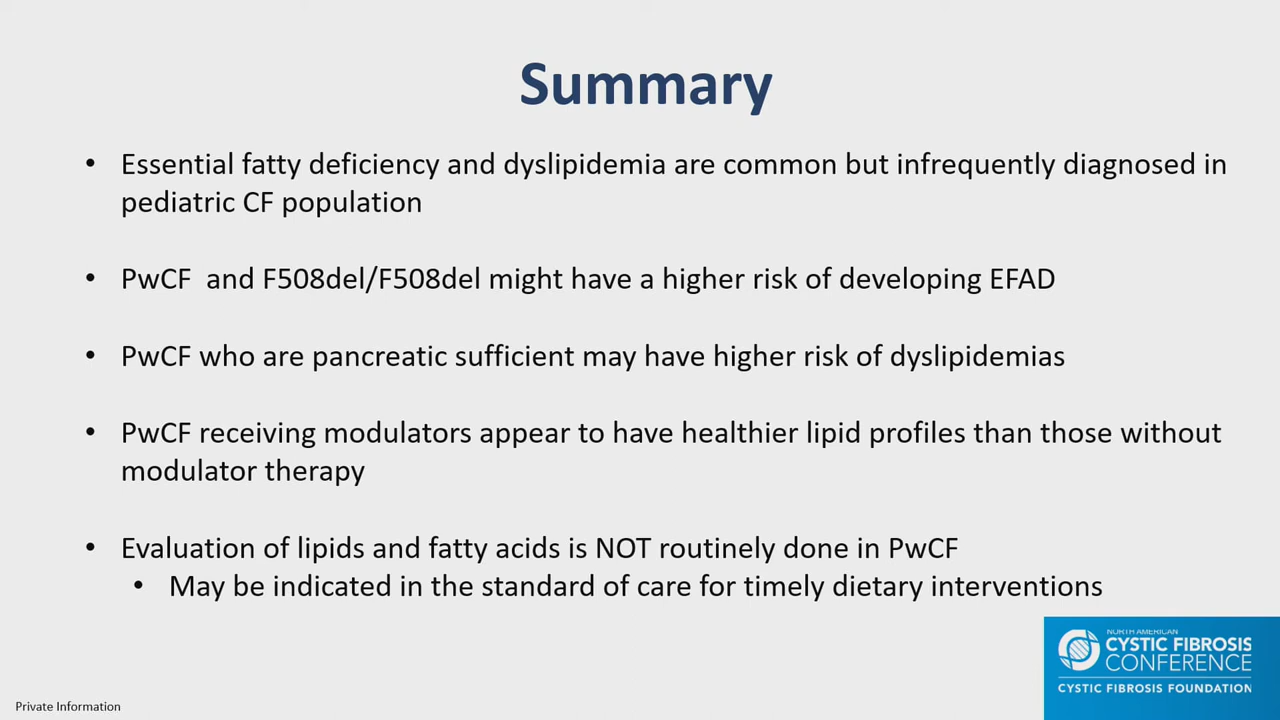 Summary
• Essential fatty deficiency and dyslipidemia are common but infrequently diagnosed in
pediatric CF population
• PwCF  and F508del/F508del might have a higher risk of developing EFAD
• PwCF who are pancreatic sufficient may have higher risk of dyslipidemias
• PwCF receiving modulators appear to have healthier lipid profiles than those without
modulator therapy
• Evaluation of lipids and fatty acids is NOT routinely done in PwCF
• May be indicated in the standard of care for timely dietary interventions
NORTH AMERICAN
CYSTIC FIBROSIS
CONFERENCE
CYSTIC FIBROSIS FOUNDATION
Private Information